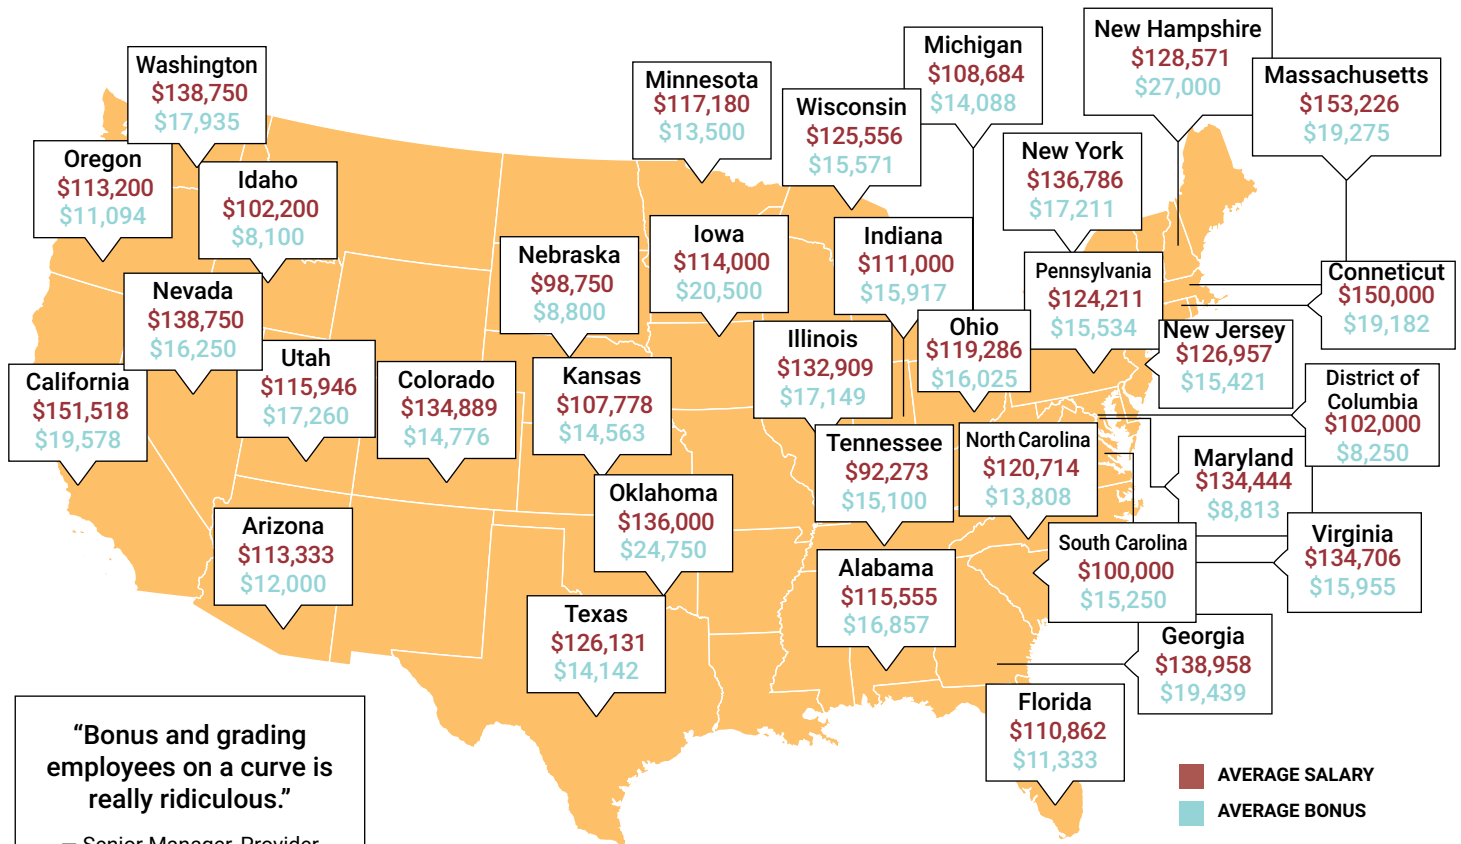 Washington
$138,750
$17,935
Oregon
$113,200
$11,094
Idaho
$102,200
$8,100
Nevada
$138,750
$16,250
California
$151,518
$19,578
Utah
$115,946
$17,260
Colorado
$134,889
$14,776
Arizona
$113,333
$12,000
Nebraska
$98,750
$8,800
Kansas
$107,778
$14,563
Oklahoma
$136,000
$24,750
Texas
$126,131
$14,142
Minnesota
$117,180
$13,500
Iowa
$114,000
$20,500
Wisconsin
$125,556
$15,571
Illinois
$132,909
$17,149
Michigan
$108,684
$14,088
Indiana
$111,000
$15,917
Ohio
$119,286
$16,025
Tennessee
$92,273
$15,100
Alabama
$115,555
$16,857
New Hampshire
$128,571
$27,000
Massachusetts
$153,226
$19,275
New York
$136,786
$17,211
Pennsylvania
$124,211
$15,534
Conneticut
$150,000
$19,182
New Jersey
$126,957
$15,421
District of
Columbia
$102,000
$8,250
Maryland
$134,444
$8,813
North Carolina
$120,714
$13,808
South Carolina
$100,000
$15,250
Virginia
$134,706
$15,955
Georgia
$138,958
$19,439
Florida
$110,862
$11,333
“Bonus and grading
employees on a curve is
really ridiculous.”
— Senior Manager, Provider
AVERAGE SALARY
AVERAGE BONUS